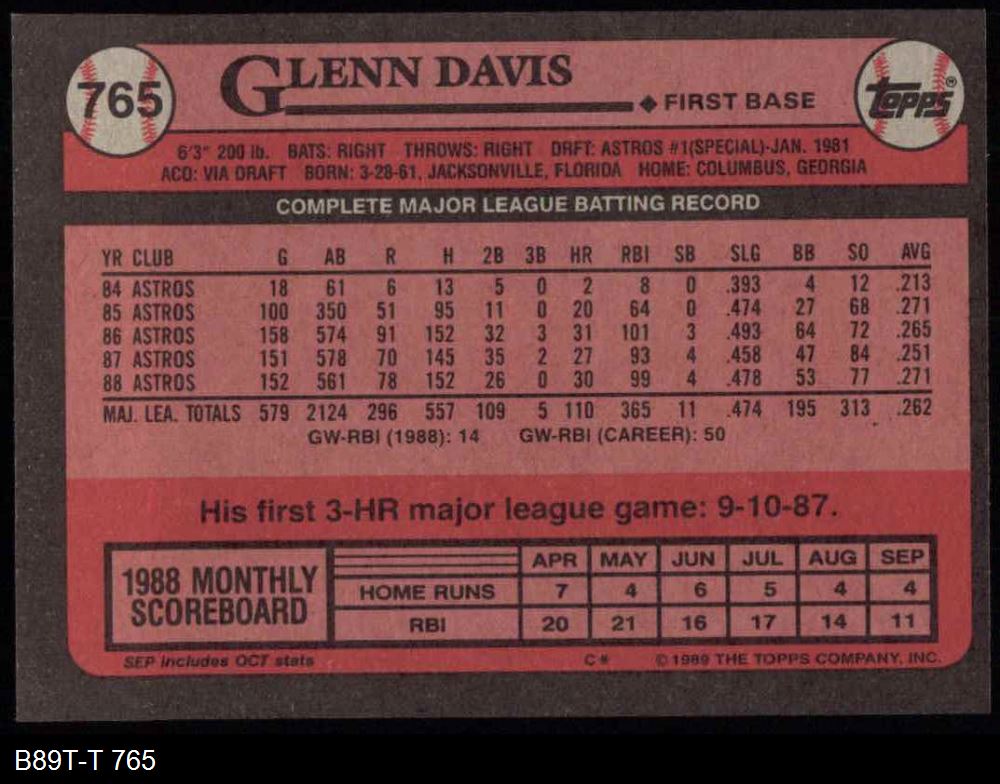 765
GLENN DAVIS
◆ FIRST BASE
topps®
6'3" 200 lb. BATS: RIGHT THROWS: RIGHT DRFT: ASTROS #1(SPECIAL)-JAN. 1981
ACQ: VIA DRAFT BORN: 3-28-61, JACKSONVILLE, FLORIDA HOME: COLUMBUS, GEORGIA
COMPLETE MAJOR LEAGUE BATTING RECORD
YR CLUB G AB R H 2B 3B HR RBI SB SLG BB SO AVG
84 ASTROS 18 61 6 13 5 0 2 8 0 .393 4 12 .213
85 ASTROS 100 350 51 95 11 0 20 64 0 .474 27 68 .271
86 ASTROS 158 574 91 152 32 3 31 101 3 .493 64 72 .265
87 ASTROS 151 578 70 145 35 2 27 93 4 .458 47 84 .251
88 ASTROS 152 561 78 152 26 0 30 99 4 .478 53 77 .271
MAJ. LEA. TOTALS 579 2124 296 557 109 5 110 365 11 .474 195 313 .262
GW-RBI (1988): 14 GW-RBI (CAREER): 50
His first 3-HR major league game: 9-10-87.
1988 MONTHLY SCOREBOARD
APR MAY JUN JUL AUG SEP
HOME RUNS 7 4 6 5 4 4
RBI 20 21 16 17 14 11
SEP includes OCT stats C* © 1989 THE TOPPS COMPANY, INC.
B89T-T 765